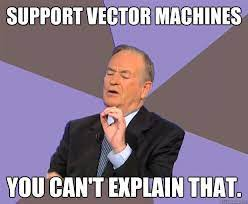 SUPPORT VECTOR MACHINES
YOU CAN'T EXPLAIN THAT.